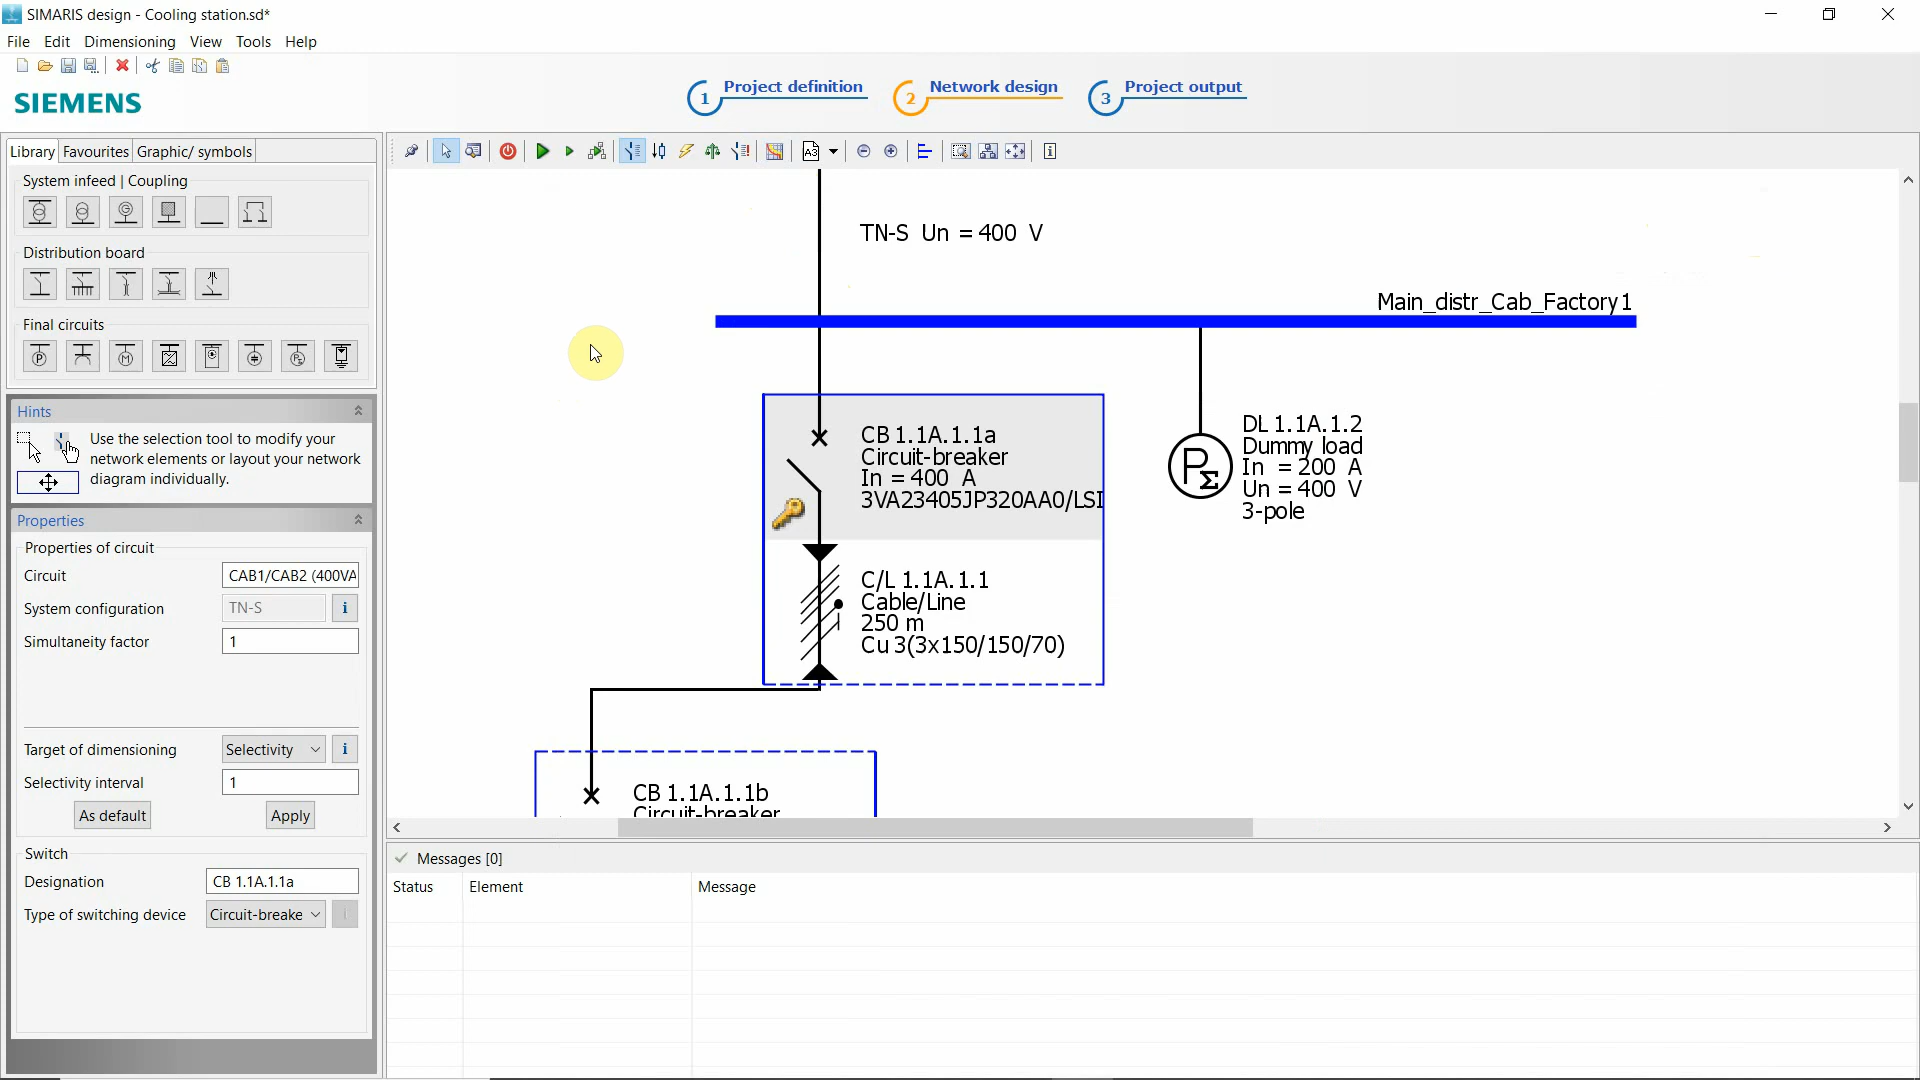 SIMARIS design - Cooling station.sd*
File Edit Dimensioning View Tools Help
SIEMENS
1 Project definition
2 Network design
3 Project output
Library Favourites Graphic/ symbols
A3
System infeed | Coupling
Distribution board
Final circuits
Hints
Use the selection tool to modify your
network elements or layout your network
diagram individually.
Properties
Properties of circuit
Circuit CAB1/CAB2 (400VA
System configuration TN-S
Simultaneity factor 1
Target of dimensioning Selectivity
Selectivity interval 1
As default Apply
Switch
Designation CB 1.1A.1.1a
Type of switching device Circuit-breake
TN-S Un = 400 V
Main_distr_Cab_Factory1
CB 1.1A.1.1a
Circuit-breaker
In = 400 A
3VA23405JP320AA0/LSI
C/L 1.1A.1.1
Cable/Line
250 m
Cu 3(3x150/150/70)
DL 1.1A.1.2
Dummy load
In = 200 A
Un = 400 V
3-pole
CB 1.1A.1.1b
Circuit-breaker
Messages [0]
Status Element Message